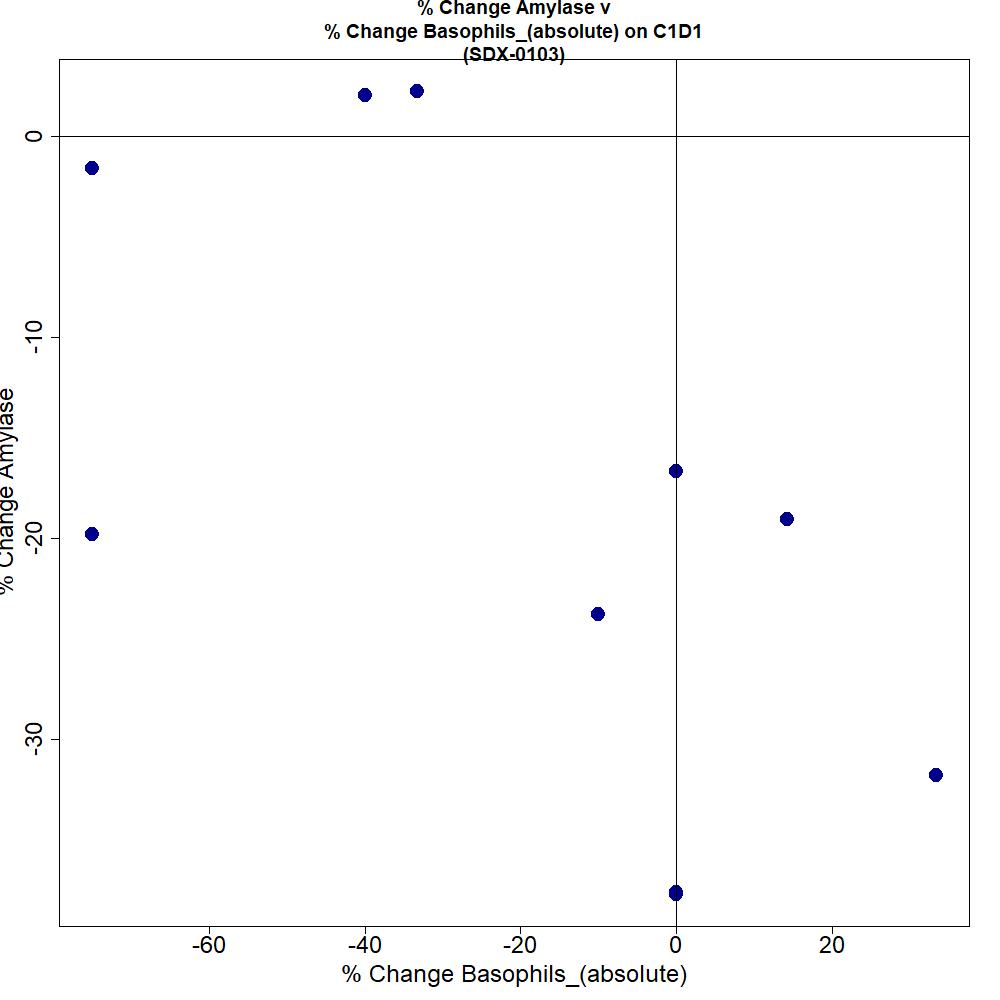 % Change Amylase v
% Change Basophils_(absolute) on C1D1
(SDX-0103)
% Change Amylase
0
-10
-20
-30
-60
-40
-20
0
20
% Change Basophils_(absolute)